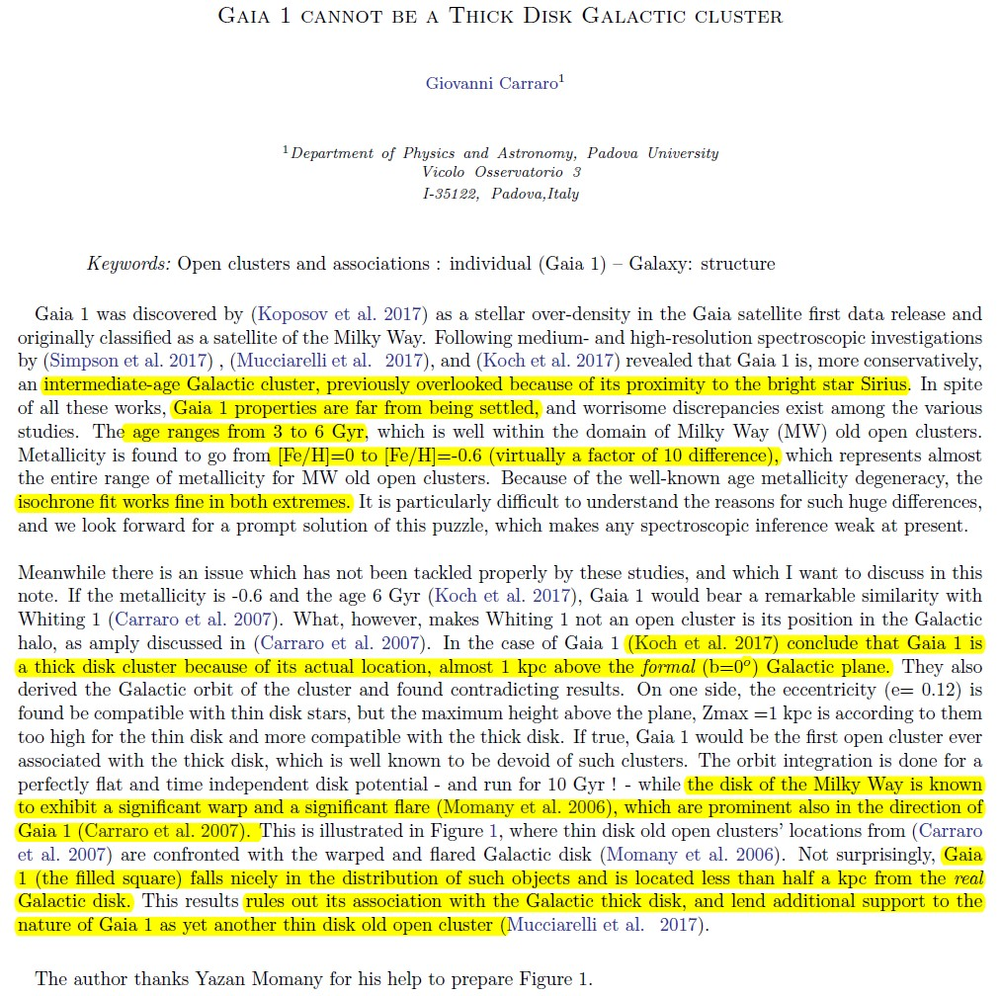 GAIA 1 CANNOT BE A THICK DISK GALACTIC CLUSTER
Giovanni Carraro1
1Department of Physics and Astronomy, Padova University
Vicolo Osservatorio 3
I-35122, Padova,Italy
Keywords: Open clusters and associations : individual (Gaia 1) – Galaxy: structure
Gaia 1 was discovered by (Koposov et al. 2017) as a stellar over-density in the Gaia satellite first data release and
originally classified as a satellite of the Milky Way. Following medium- and high-resolution spectroscopic investigations
by (Simpson et al. 2017) , (Mucciarelli et al. 2017), and (Koch et al. 2017) revealed that Gaia 1 is, more conservatively,
an intermediate-age Galactic cluster, previously overlooked because of its proximity to the bright star Sirius. In spite
of all these works, Gaia 1 properties are far from being settled, and worrisome discrepancies exist among the various
studies. The age ranges from 3 to 6 Gyr, which is well within the domain of Milky Way (MW) old open clusters.
Metallicity is found to go from [Fe/H]=0 to [Fe/H]=-0.6 (virtually a factor of 10 difference), which represents almost
the entire range of metallicity for MW old open clusters. Because of the well-known age metallicity degeneracy, the
isochrone fit works fine in both extremes. It is particularly difficult to understand the reasons for such huge differences,
and we look forward for a prompt solution of this puzzle, which makes any spectroscopic inference weak at present.
Meanwhile there is an issue which has not been tackled properly by these studies, and which I want to discuss in this
note. If the metallicity is -0.6 and the age 6 Gyr (Koch et al. 2017), Gaia 1 would bear a remarkable similarity with
Whiting 1 (Carraro et al. 2007). What, however, makes Whiting 1 not an open cluster is its position in the Galactic
halo, as amply discussed in (Carraro et al. 2007). In the case of Gaia 1 (Koch et al. 2017) conclude that Gaia 1 is
a thick disk cluster because of its actual location, almost 1 kpc above the formal (b=0o) Galactic plane. They also
derived the Galactic orbit of the cluster and found contradicting results. On one side, the eccentricity (e= 0.12) is
found be compatible with thin disk stars, but the maximum height above the plane, Zmax =1 kpc is according to them
too high for the thin disk and more compatible with the thick disk. If true, Gaia 1 would be the first open cluster ever
associated with the thick disk, which is well known to be devoid of such clusters. The orbit integration is done for a
perfectly flat and time independent disk potential - and run for 10 Gyr ! - while the disk of the Milky Way is known
to exhibit a significant warp and a significant flare (Momany et al. 2006), which are prominent also in the direction of
Gaia 1 (Carraro et al. 2007). This is illustrated in Figure 1, where thin disk old open clusters' locations from (Carraro
et al. 2007) are confronted with the warped and flared Galactic disk (Momany et al. 2006). Not surprisingly, Gaia
1 (the filled square) falls nicely in the distribution of such objects and is located less than half a kpc from the real
Galactic disk. This results rules out its association with the Galactic thick disk, and lend additional support to the
nature of Gaia 1 as yet another thin disk old open cluster (Mucciarelli et al. 2017).
The author thanks Yazan Momany for his help to prepare Figure 1.